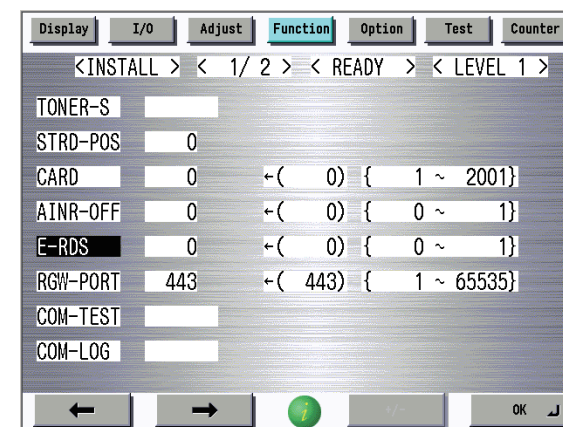 Display I/O Adjust Function Option Test Counter
<INSTALL > < 1/ 2 > < READY > < LEVEL 1 >
TONER-S
STRD-POS 0
CARD 0 ←( 0) { 1 ~ 2001}
AINR-OFF 0 ←( 0) { 0 ~ 1}
E-RDS 0 ←( 0) { 0 ~ 1}
RGW-PORT 443 ←( 443) { 1 ~ 65535}
COM-TEST
COM-LOG
← → i +/- OK ↵